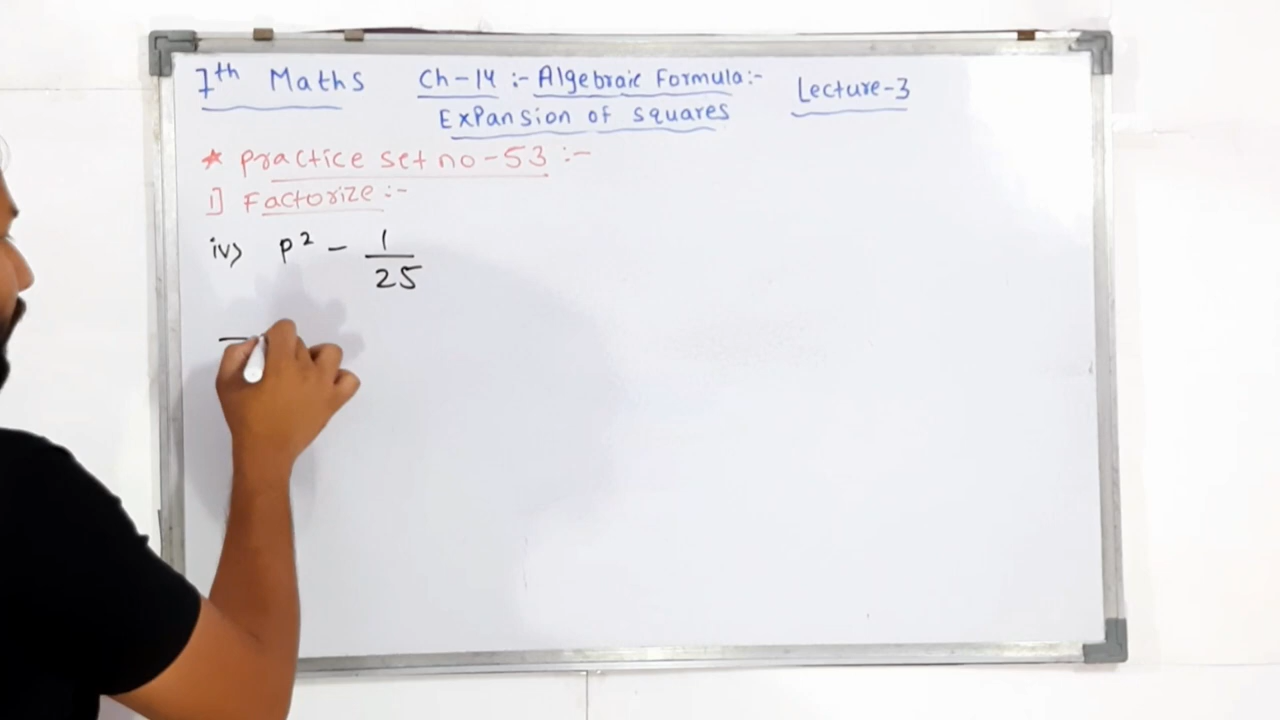 7th Maths Ch-14 :- Algebraic Formula:- Lecture-3
Expansion of squares
* Practice set no-53 :-
1] Factorize :-
iv) p² - 1/25